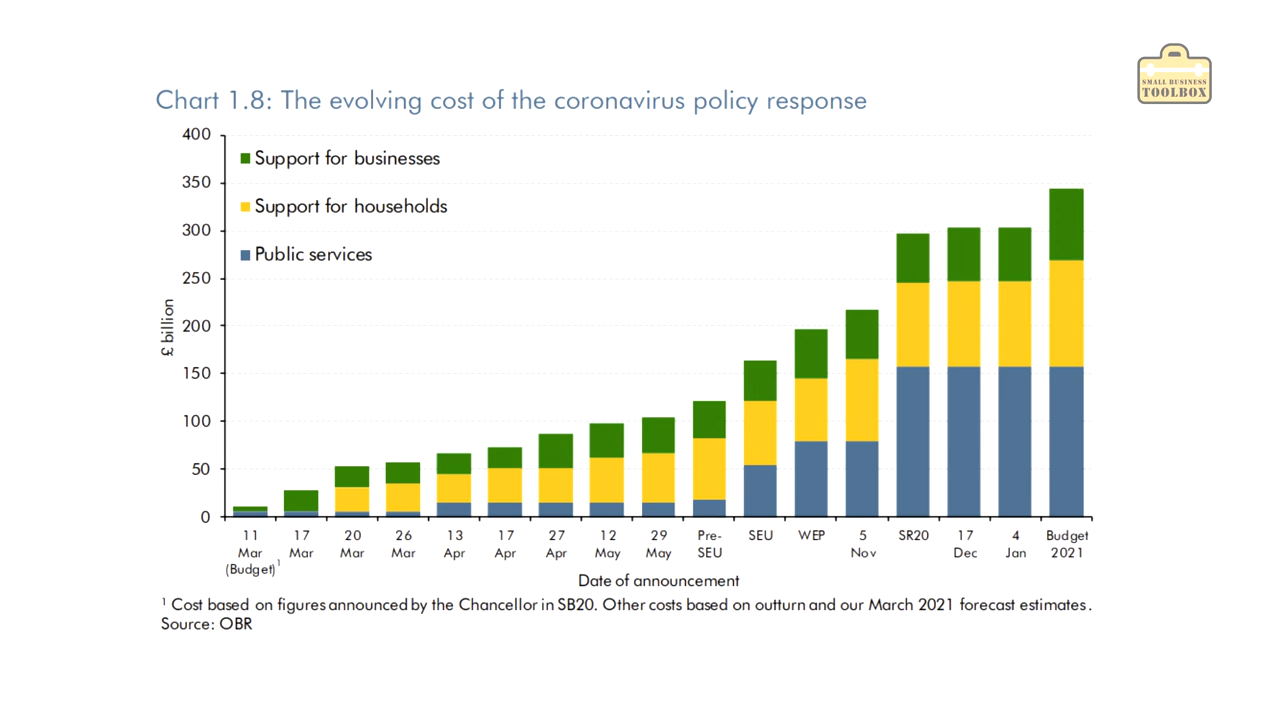 SMALL BUSINESS
TOOLBOX
Chart 1.8: The evolving cost of the coronavirus policy response
400
350
300
250
200
150
100
50
0
£ billion
Support for businesses
Support for households
Public services
11 Mar (Budget)¹
17 Mar
20 Mar
26 Mar
13 Apr
17 Apr
27 Apr
12 May
29 May
Pre-SEU
SEU
WEP
5 Nov
SR20
17 Dec
4 Jan
Budget 2021
Date of announcement
¹ Cost based on figures announced by the Chancellor in SB20. Other costs based on outturn and our March 2021 forecast estimates.
Source: OBR